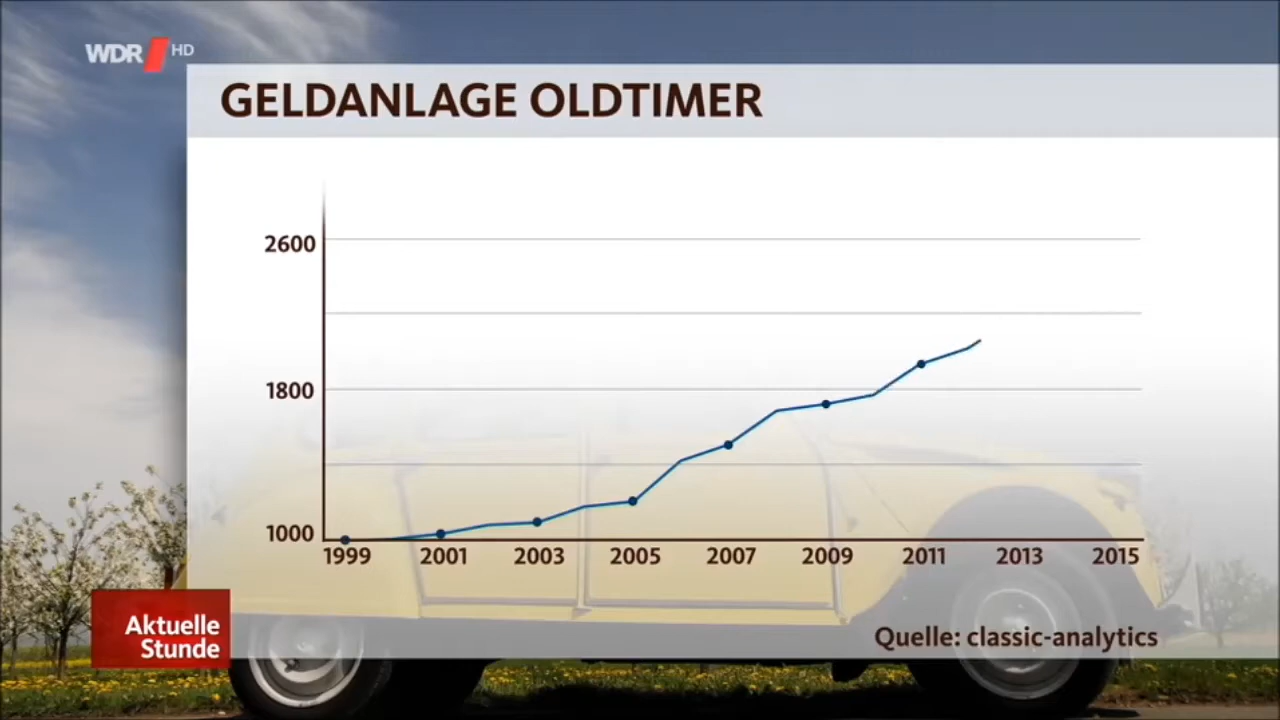 WDR HD
GELDANLAGE OLDTIMER
2600
1800
1000
1999 2001 2003 2005 2007 2009 2011 2013 2015
Aktuelle
Stunde
Quelle: classic-analytics